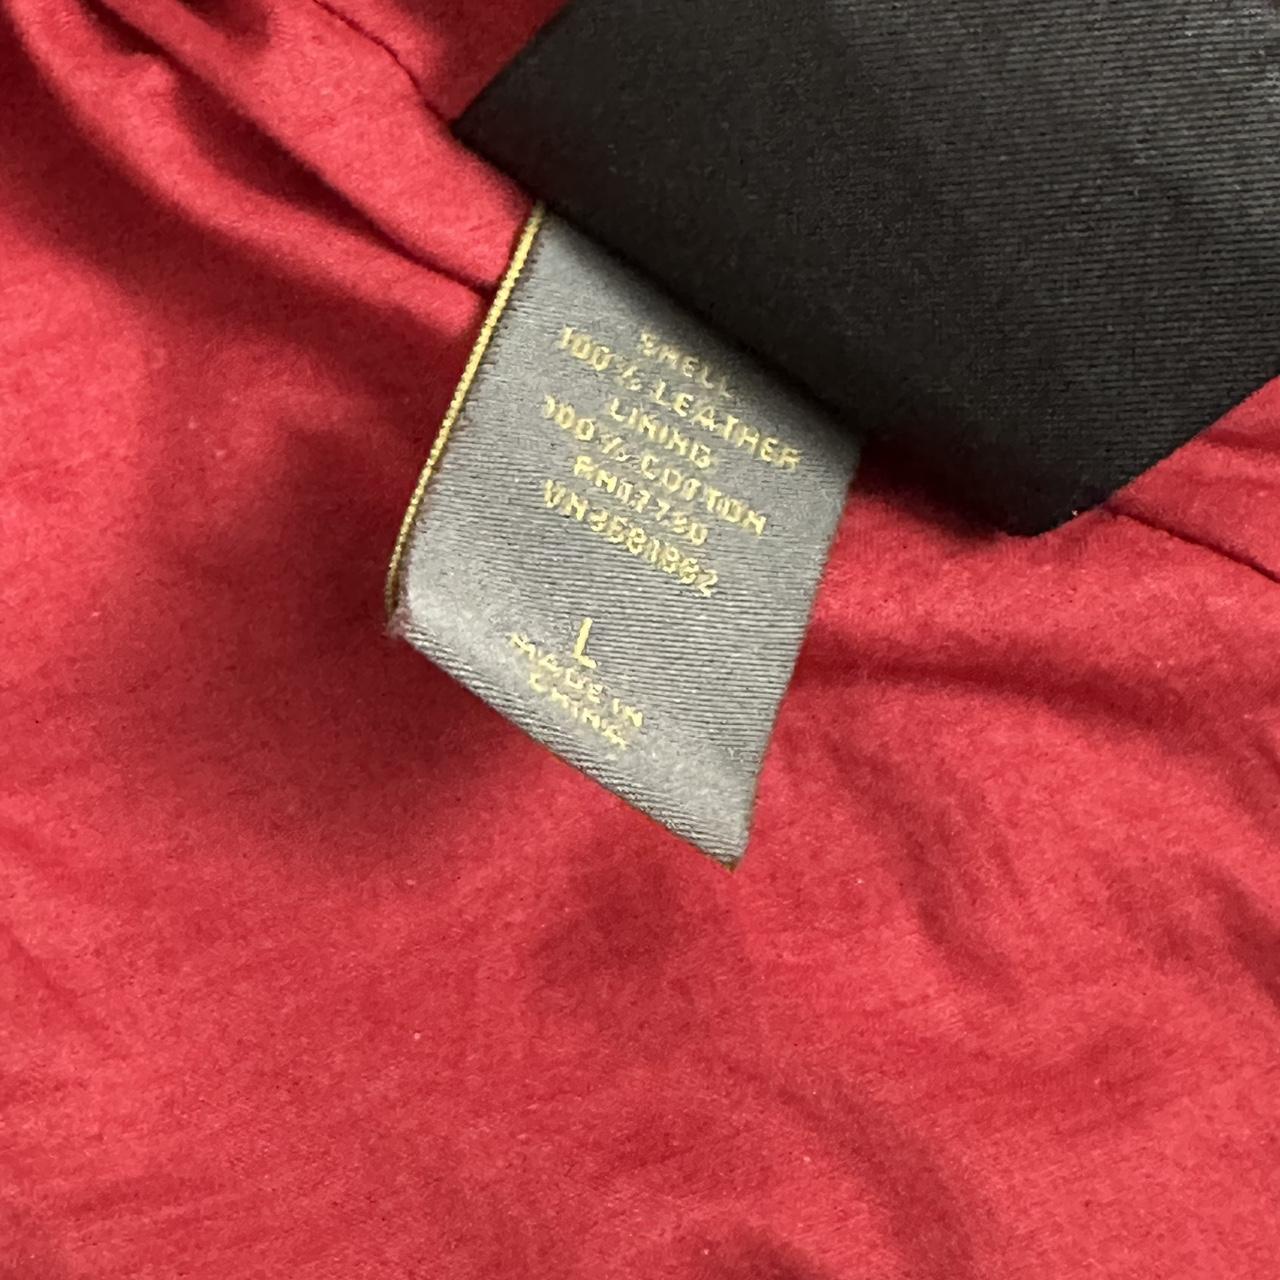 SHELL
100% LEATHER
LINING
100% COTTON
RN17730
L
MADE IN
CHINA